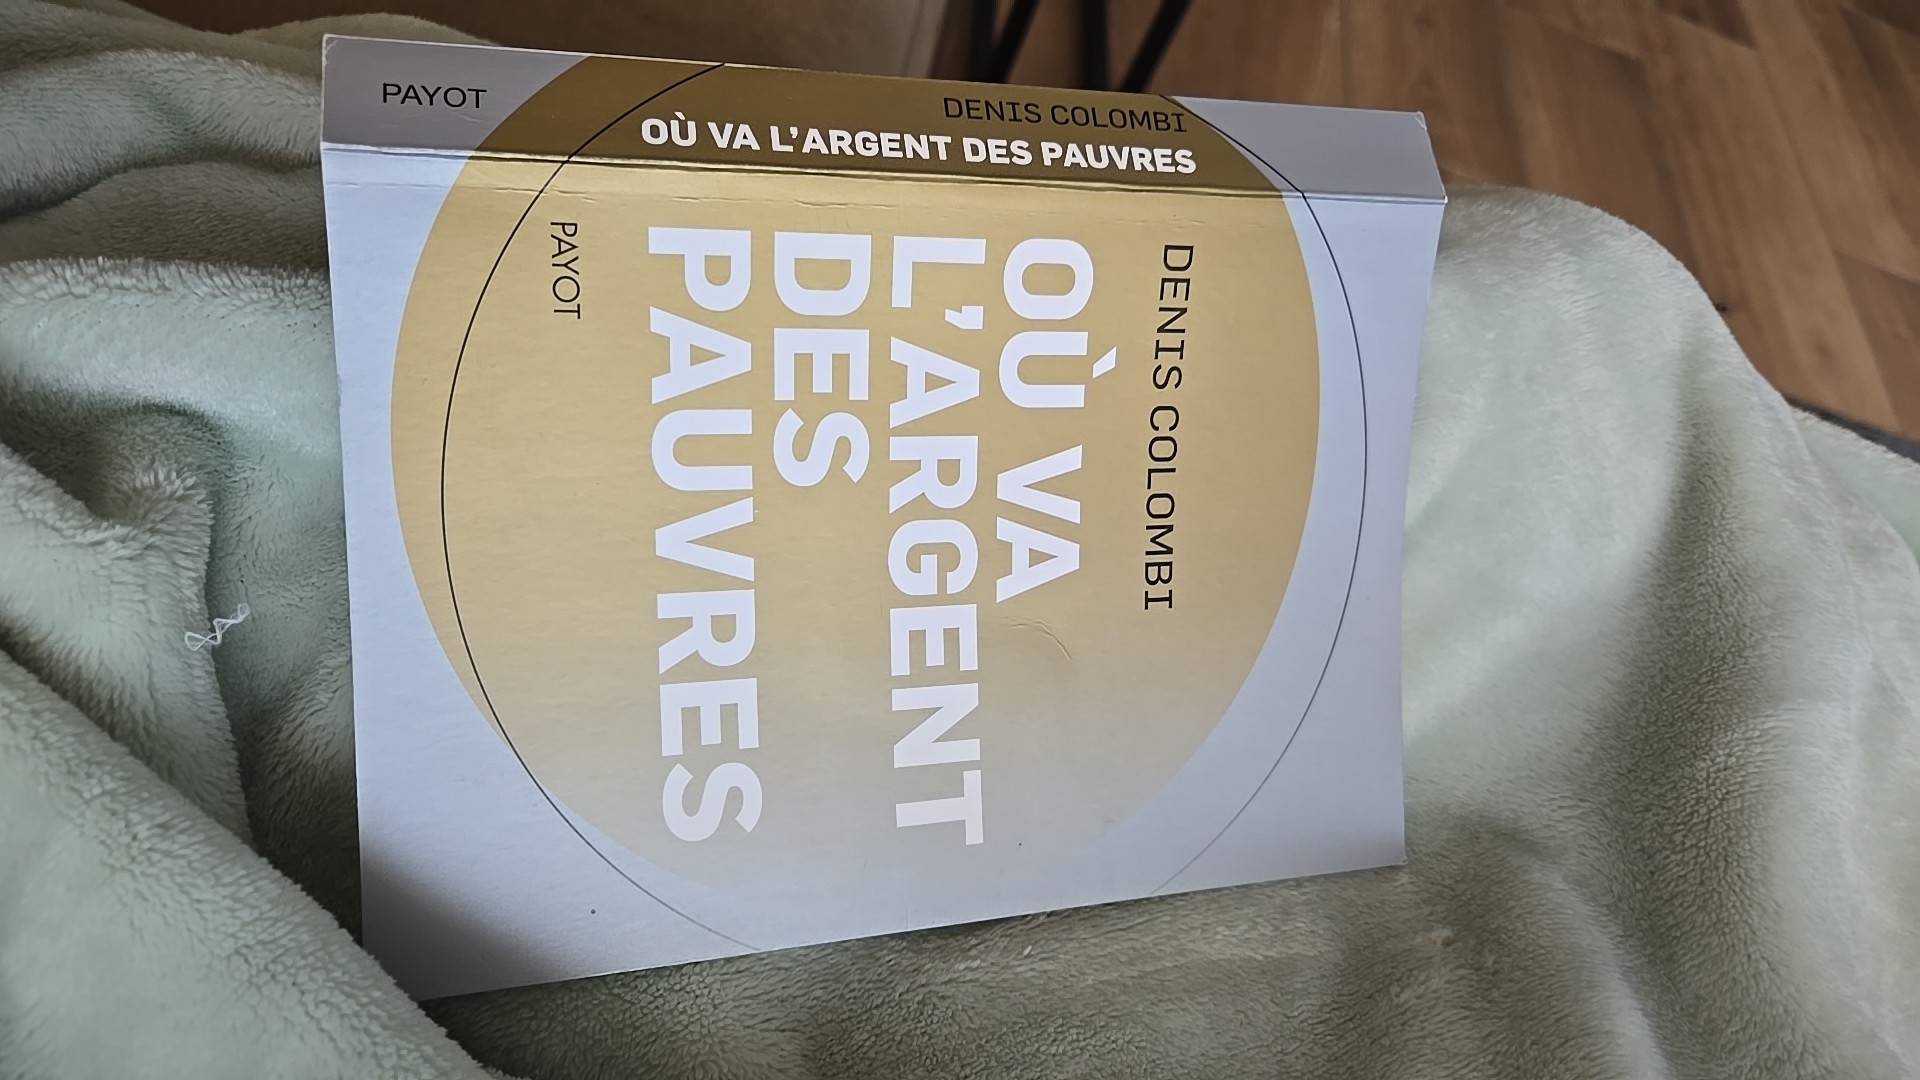 PAYOT
DENIS COLOMBI
OÙ VA L'ARGENT DES PAUVRES
DENIS COLOMBI
OÙ VA
L'ARGENT
DES
PAUVRES
PAYOT